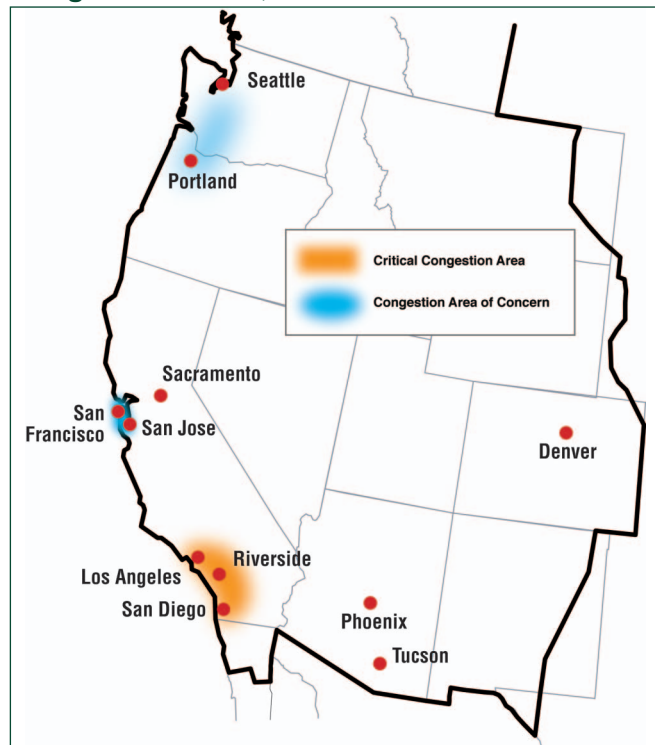 Seattle
Portland
Critical Congestion Area
Congestion Area of Concern
Sacramento
San
Francisco
San Jose
Denver
Riverside
Los Angeles
San Diego
Phoenix
Tucson